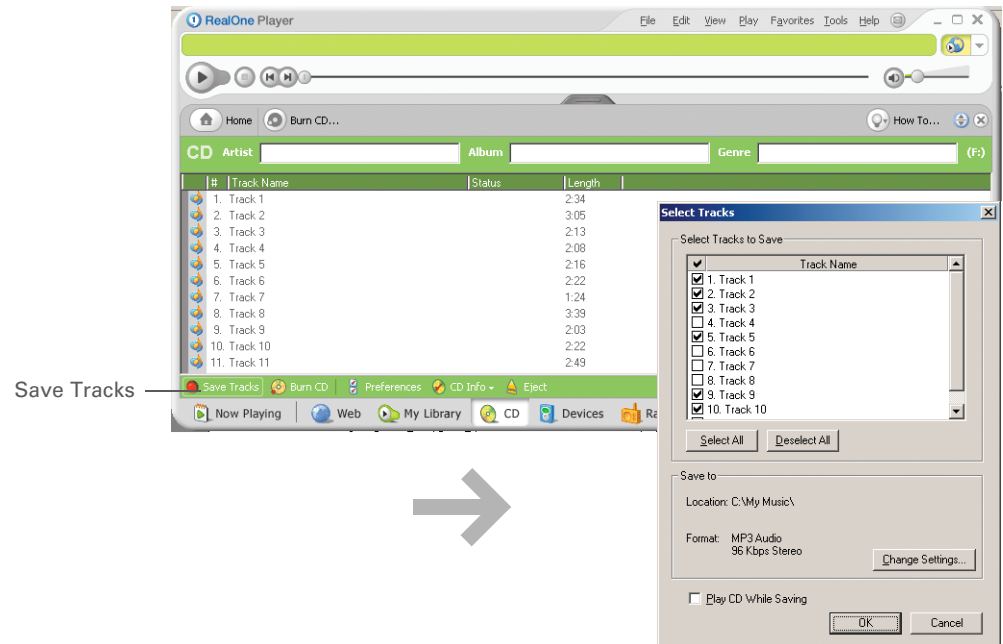 RealOne Player
File Edit View Play Favorites Tools Help
Home Burn CD... How To...
CD Artist Album Genre (F:)
# Track Name Status Length
1. Track 1 2:34
2. Track 2 3:05
3. Track 3 2:13
4. Track 4 2:08
5. Track 5 2:16
6. Track 6 2:22
7. Track 7 1:24
8. Track 8 3:39
9. Track 9 2:03
10. Track 10 2:22
11. Track 11 2:49
Save Tracks Burn CD Preferences CD Info Eject
Now Playing Web My Library CD Devices Ra
Save Tracks
Select Tracks
Select Tracks to Save
Track Name
1. Track 1
2. Track 2
3. Track 3
4. Track 4
5. Track 5
6. Track 6
7. Track 7
8. Track 8
9. Track 9
10. Track 10
Select All Deselect All
Save to
Location: C:\My Music\
Format: MP3 Audio
96 Kbps Stereo
Change Settings...
Play CD While Saving
OK Cancel